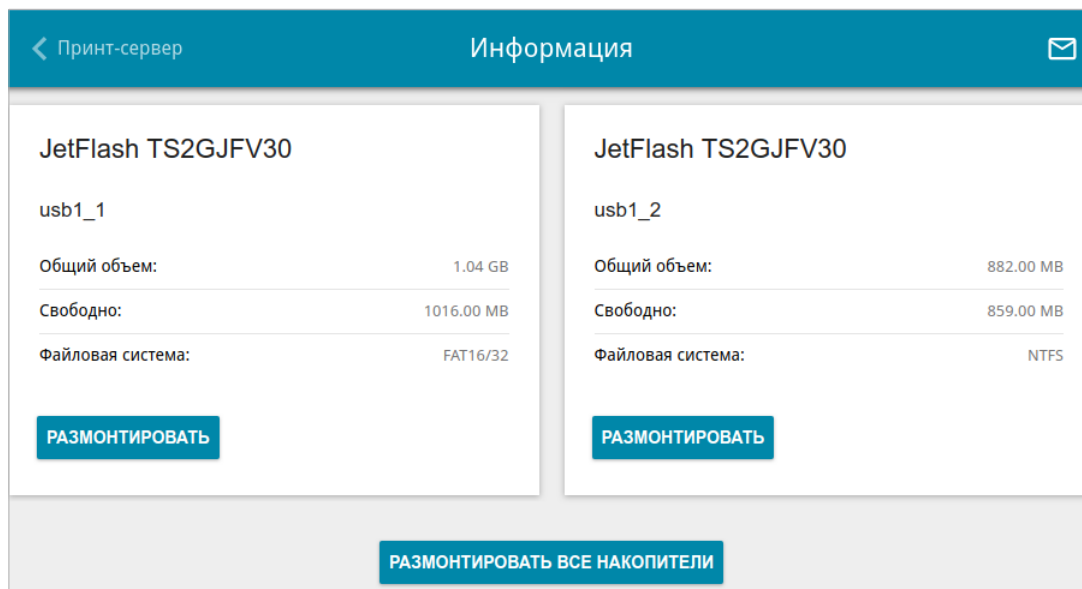 Принт-сервер
Информация
JetFlash TS2GJFV30
usb1_1
Общий объем: 1.04 GB
Свободно: 1016.00 MB
Файловая система: FAT16/32
РАЗМОНТИРОВАТЬ
JetFlash TS2GJFV30
usb1_2
Общий объем: 882.00 MB
Свободно: 859.00 MB
Файловая система: NTFS
РАЗМОНТИРОВАТЬ
РАЗМОНТИРОВАТЬ ВСЕ НАКОПИТЕЛИ